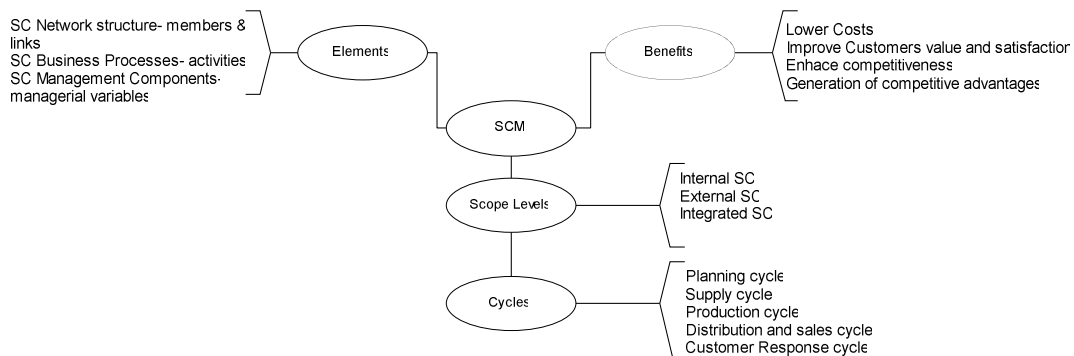 SC Network structure- members &
links
SC Business Processes- activities
SC Management Components-
managerial variables
Elements
Benefits
Lower Costs
Improve Customers value and satisfaction
Enhace competitiveness
Generation of competitive advantages
SCM
Scope Levels
Internal SC
External SC
Integrated SC
Cycles
Planning cycle
Supply cycle
Production cycle
Distribution and sales cycle
Customer Response cycle